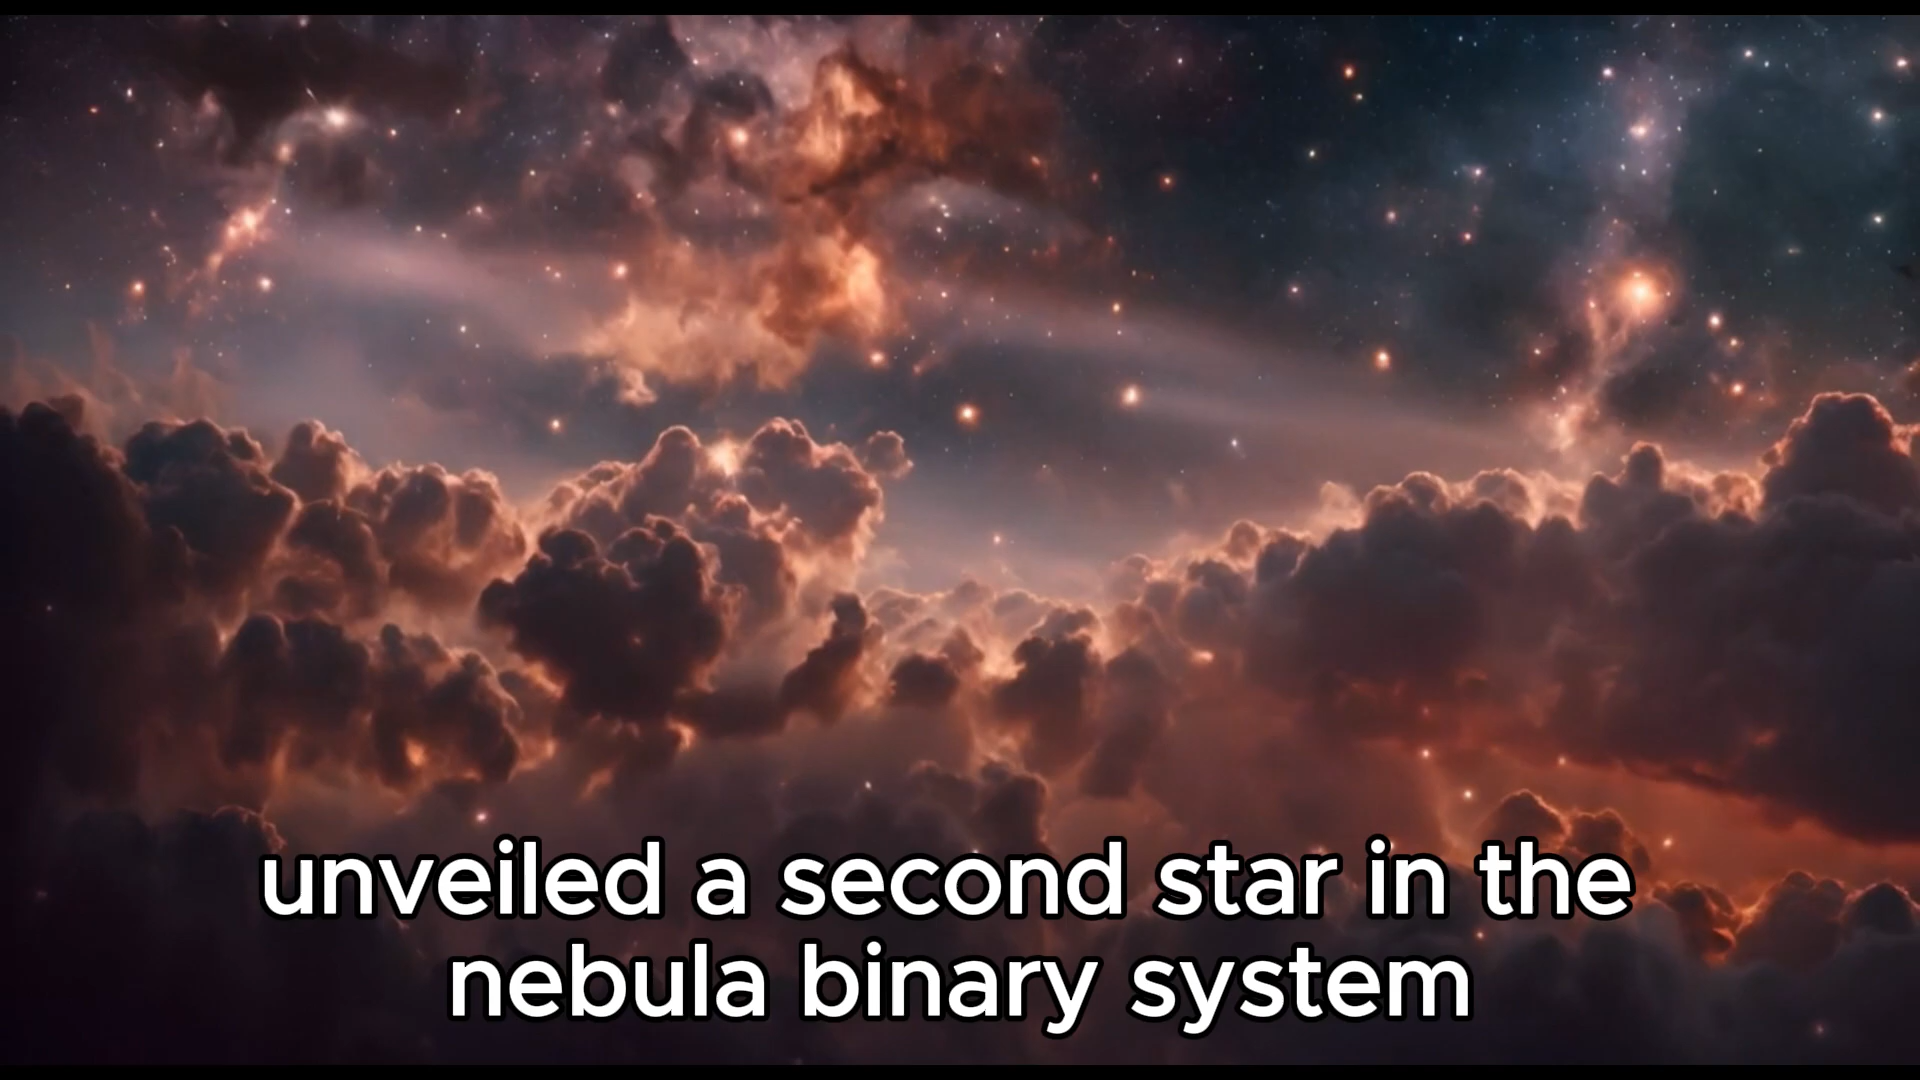 unveiled a second star in the
nebula binary system